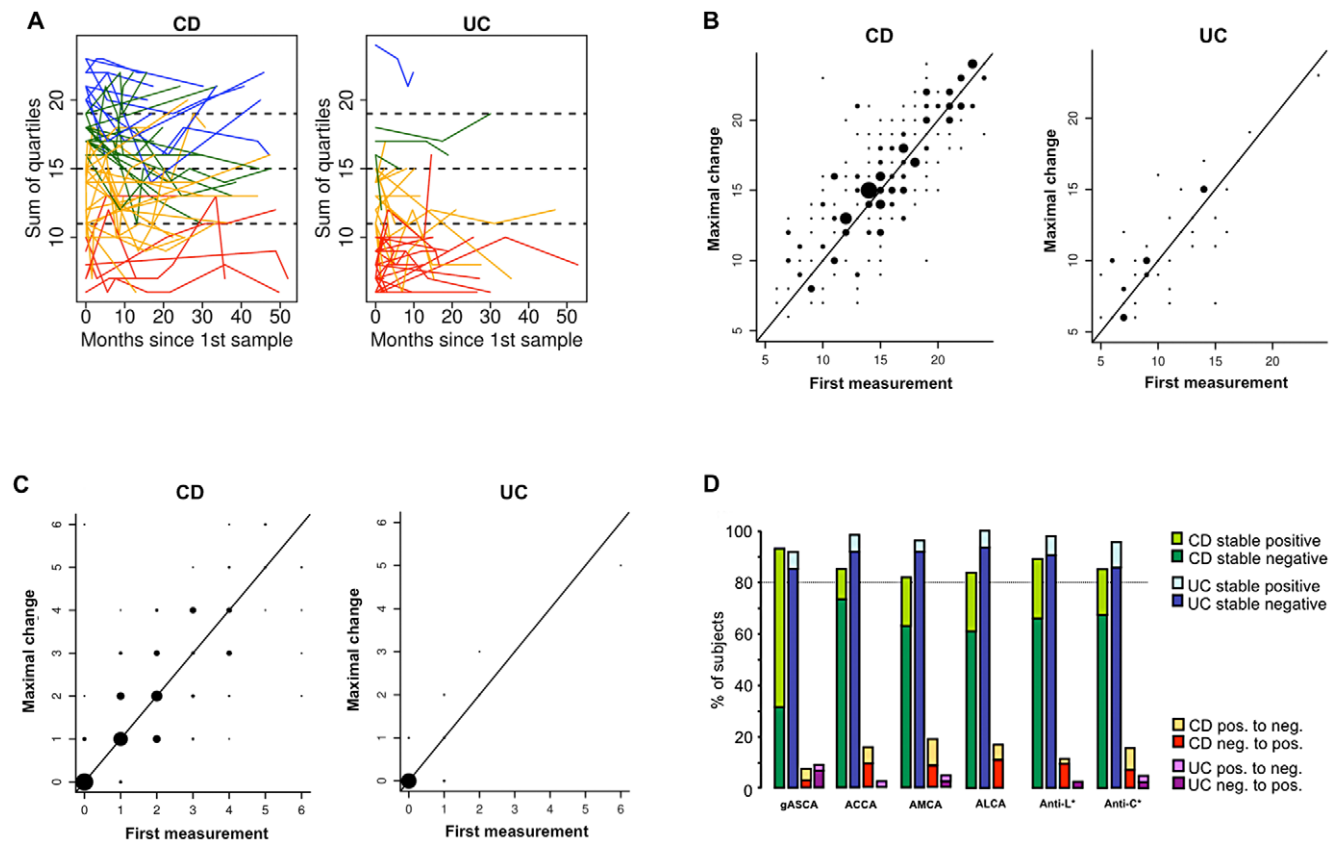 A
CD
UC
Sum of quartiles
10
15
20
0 10 20 30 40 50
Months since 1st sample
Sum of quartiles
10
15
20
0 10 20 30 40 50
Months since 1st sample
B
CD
UC
Maximal change
20
15
10
5
5 10 15 20
First measurement
Maximal change
20
15
10
5
5 10 15 20
First measurement
C
CD
UC
Maximal change
6
5
4
3
2
1
0
0 1 2 3 4 5 6
First measurement
Maximal change
6
5
4
3
2
1
0
0 1 2 3 4 5 6
First measurement
D
% of subjects
100
80
60
40
20
0
gASCA ACCA AMCA ALCA Anti-L* Anti-C*
CD stable positive
CD stable negative
UC stable positive
UC stable negative
CD pos. to neg.
CD neg. to pos.
UC pos. to neg.
UC neg. to pos.